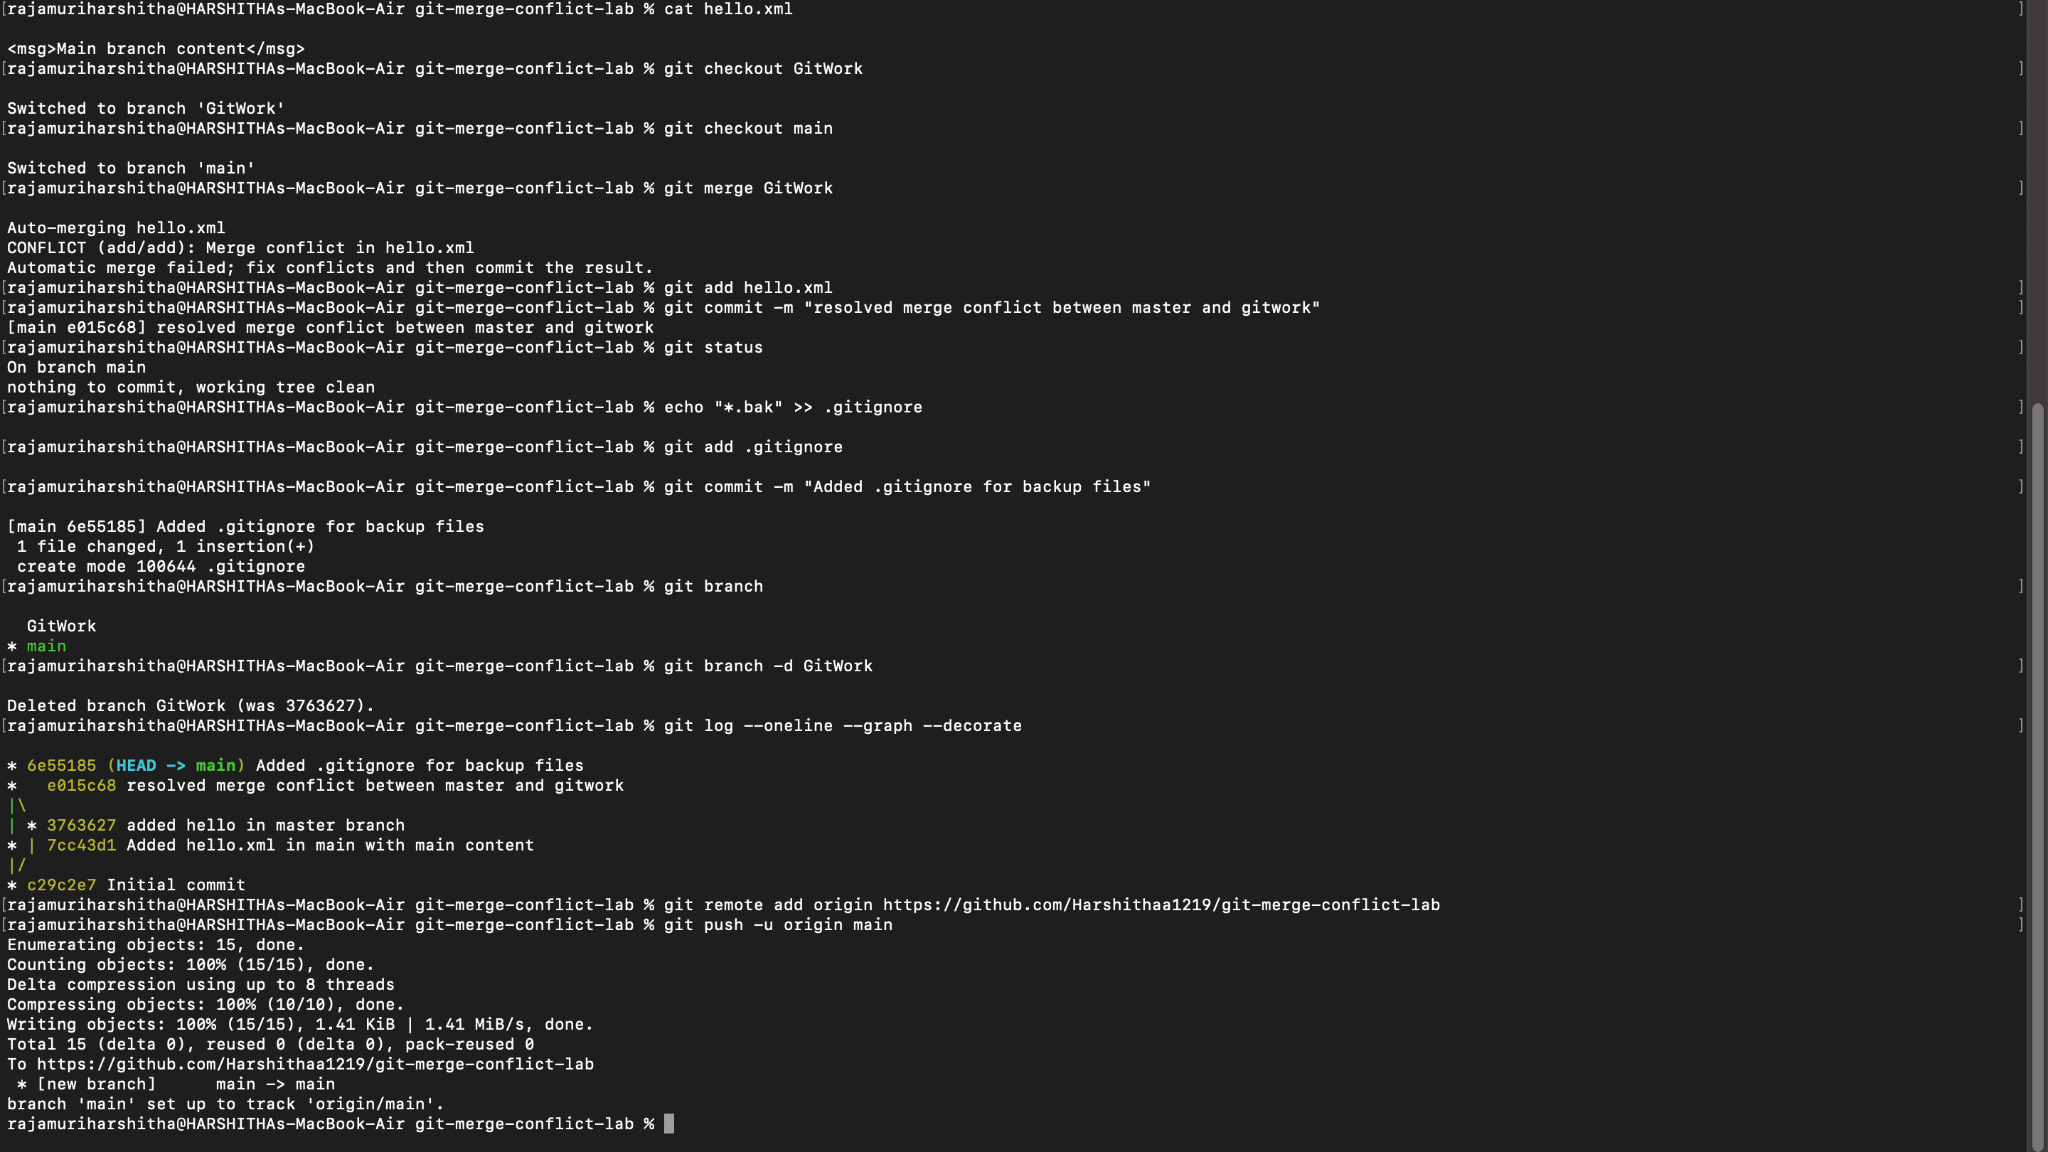 [rajamuriharshitha@HARSHITHAs-MacBook-Air git-merge-conflict-lab % cat hello.xml ]
<msg>Main branch content</msg>
[rajamuriharshitha@HARSHITHAs-MacBook-Air git-merge-conflict-lab % git checkout GitWork ]
Switched to branch 'GitWork'
[rajamuriharshitha@HARSHITHAs-MacBook-Air git-merge-conflict-lab % git checkout main ]
Switched to branch 'main'
[rajamuriharshitha@HARSHITHAs-MacBook-Air git-merge-conflict-lab % git merge GitWork ]
Auto-merging hello.xml
CONFLICT (add/add): Merge conflict in hello.xml
Automatic merge failed; fix conflicts and then commit the result.
[rajamuriharshitha@HARSHITHAs-MacBook-Air git-merge-conflict-lab % git add hello.xml ]
[rajamuriharshitha@HARSHITHAs-MacBook-Air git-merge-conflict-lab % git commit -m "resolved merge conflict between master and gitwork" ]
[main e015c68] resolved merge conflict between master and gitwork
[rajamuriharshitha@HARSHITHAs-MacBook-Air git-merge-conflict-lab % git status ]
On branch main
nothing to commit, working tree clean
[rajamuriharshitha@HARSHITHAs-MacBook-Air git-merge-conflict-lab % echo "*.bak" >> .gitignore ]
[rajamuriharshitha@HARSHITHAs-MacBook-Air git-merge-conflict-lab % git add .gitignore ]
[rajamuriharshitha@HARSHITHAs-MacBook-Air git-merge-conflict-lab % git commit -m "Added .gitignore for backup files" ]
[main 6e55185] Added .gitignore for backup files
 1 file changed, 1 insertion(+)
 create mode 100644 .gitignore
[rajamuriharshitha@HARSHITHAs-MacBook-Air git-merge-conflict-lab % git branch ]
  GitWork
* main
[rajamuriharshitha@HARSHITHAs-MacBook-Air git-merge-conflict-lab % git branch -d GitWork ]
Deleted branch GitWork (was 3763627).
[rajamuriharshitha@HARSHITHAs-MacBook-Air git-merge-conflict-lab % git log --oneline --graph --decorate ]
* 6e55185 (HEAD -> main) Added .gitignore for backup files
*   e015c68 resolved merge conflict between master and gitwork
|\
| * 3763627 added hello in master branch
* | 7cc43d1 Added hello.xml in main with main content
|/
* c29c2e7 Initial commit
[rajamuriharshitha@HARSHITHAs-MacBook-Air git-merge-conflict-lab % git remote add origin https://github.com/Harshithaa1219/git-merge-conflict-lab ]
[rajamuriharshitha@HARSHITHAs-MacBook-Air git-merge-conflict-lab % git push -u origin main ]
Enumerating objects: 15, done.
Counting objects: 100% (15/15), done.
Delta compression using up to 8 threads
Compressing objects: 100% (10/10), done.
Writing objects: 100% (15/15), 1.41 KiB | 1.41 MiB/s, done.
Total 15 (delta 0), reused 0 (delta 0), pack-reused 0
To https://github.com/Harshithaa1219/git-merge-conflict-lab
 * [new branch]      main -> main
branch 'main' set up to track 'origin/main'.
rajamuriharshitha@HARSHITHAs-MacBook-Air git-merge-conflict-lab %